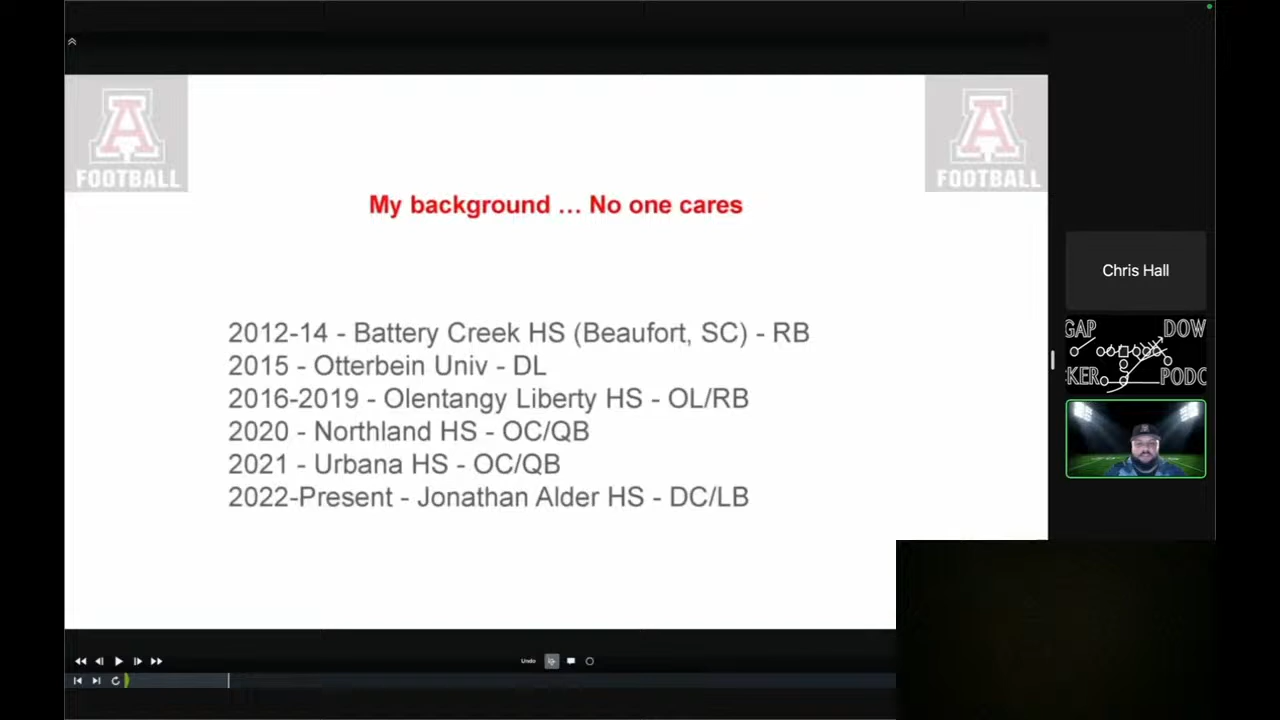 A
FOOTBALL
A
FOOTBALL
My background … No one cares
2012-14 - Battery Creek HS (Beaufort, SC) - RB
2015 - Otterbein Univ - DL
2016-2019 - Olentangy Liberty HS - OL/RB
2020 - Northland HS - OC/QB
2021 - Urbana HS - OC/QB
2022-Present - Jonathan Alder HS - DC/LB
Chris Hall
GAP DOW
KER PODC
Undo